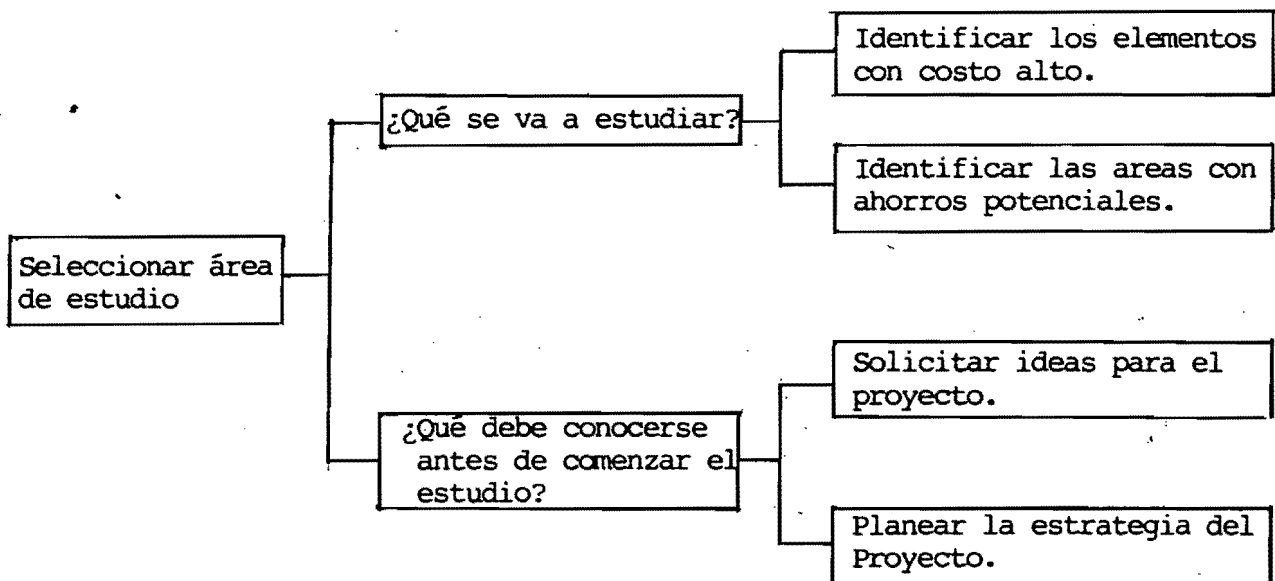 Identificar los elementos
con costo alto.
¿Qué se va a estudiar?
Identificar las areas con
ahorros potenciales.
Seleccionar área
de estudio
Solicitar ideas para el
proyecto.
¿Qué debe conocerse
antes de comenzar el
estudio?
Planear la estrategia del
Proyecto.